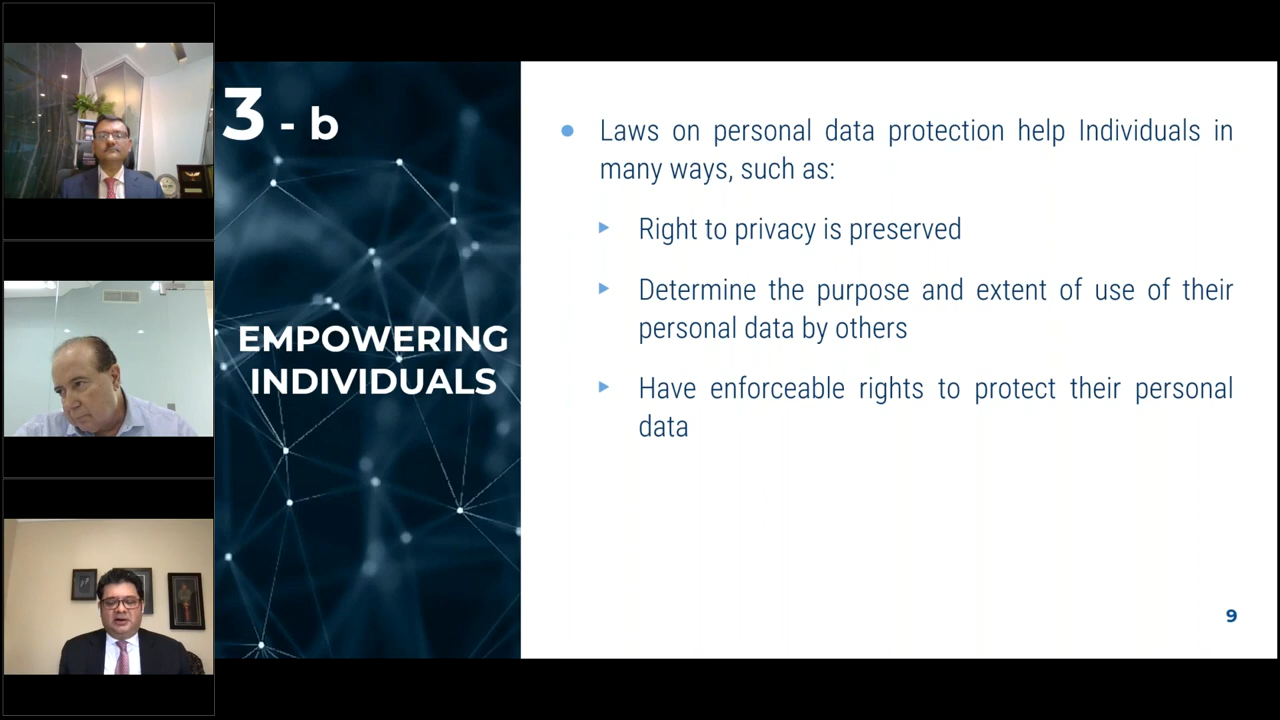 3 - b
EMPOWERING
INDIVIDUALS
Laws on personal data protection help Individuals in
many ways, such as:
Right to privacy is preserved
Determine the purpose and extent of use of their
personal data by others
Have enforceable rights to protect their personal
data
9